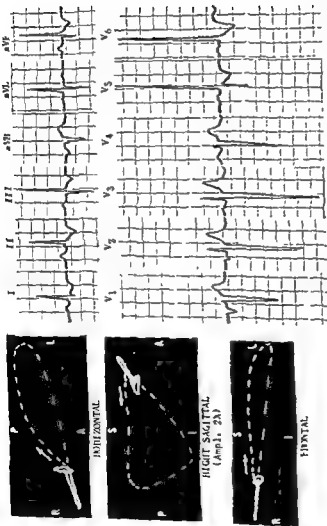 I II III aVR aVL aVF
V1 V2 V3 V4 V5 V6
P
R L
A
HORIZONTAL
S
P A
I
RIGHT SAGITTAL
(Ampl: 2X)
S
R L
I
FRONTAL